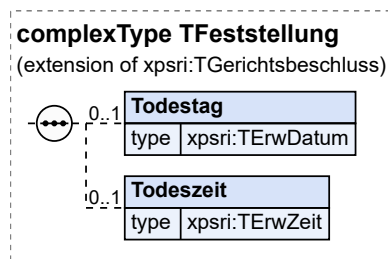 complexType TFeststellung
(extension of xpsri:TGerichtsbeschluss)
0..1 Todestag
type xpsri:TErwDatum
0..1 Todeszeit
type xpsri:TErwZeit